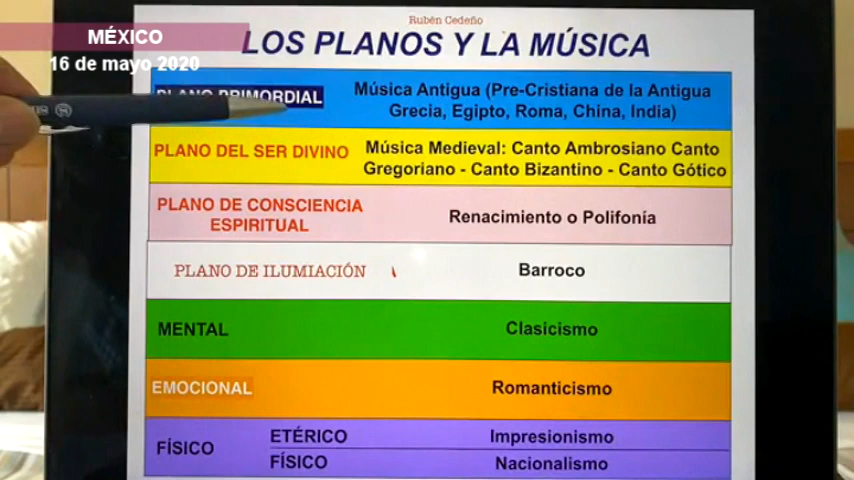 MÉXICO
16 de mayo 2020
Rubén Cedeño
LOS PLANOS Y LA MÚSICA
PLANO PRIMORDIAL
Música Antigua (Pre-Cristiana de la Antigua
Grecia, Egipto, Roma, China, India)
PLANO DEL SER DIVINO
Música Medieval: Canto Ambrosiano Canto
Gregoriano - Canto Bizantino - Canto Gótico
PLANO DE CONSCIENCIA
ESPIRITUAL
Renacimiento o Polifonía
PLANO DE ILUMIACIÓN
Barroco
MENTAL
Clasicismo
EMOCIONAL
Romanticismo
FÍSICO
ETÉRICO
Impresionismo
FÍSICO
Nacionalismo